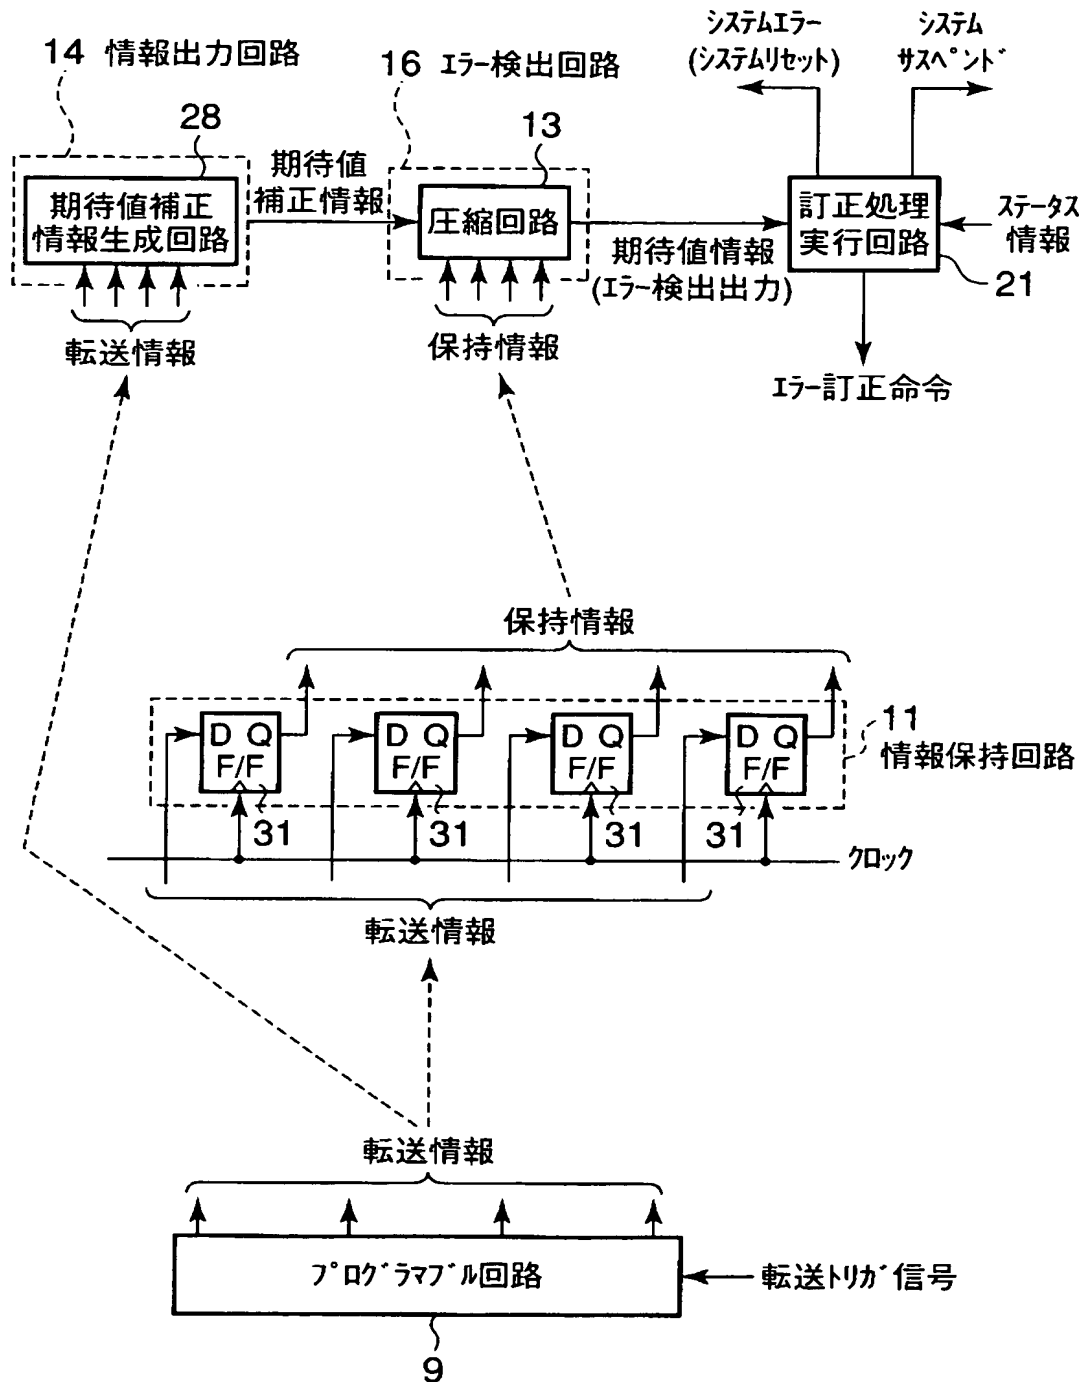 システムエラー
(システムリセット)
システム
サスペンド
14 情報出力回路
16 エラー検出回路
28
13
期待値補正
情報生成回路
期待値
補正情報
圧縮回路
期待値情報
(エラー検出出力)
訂正処理
実行回路
ステータス
情報
21
転送情報
保持情報
エラー訂正命令
保持情報
D Q
F/F
D Q
F/F
D Q
F/F
D Q
F/F
11
情報保持回路
31
31
31
31
クロック
転送情報
転送情報
プログラマブル回路
転送トリガ信号
9